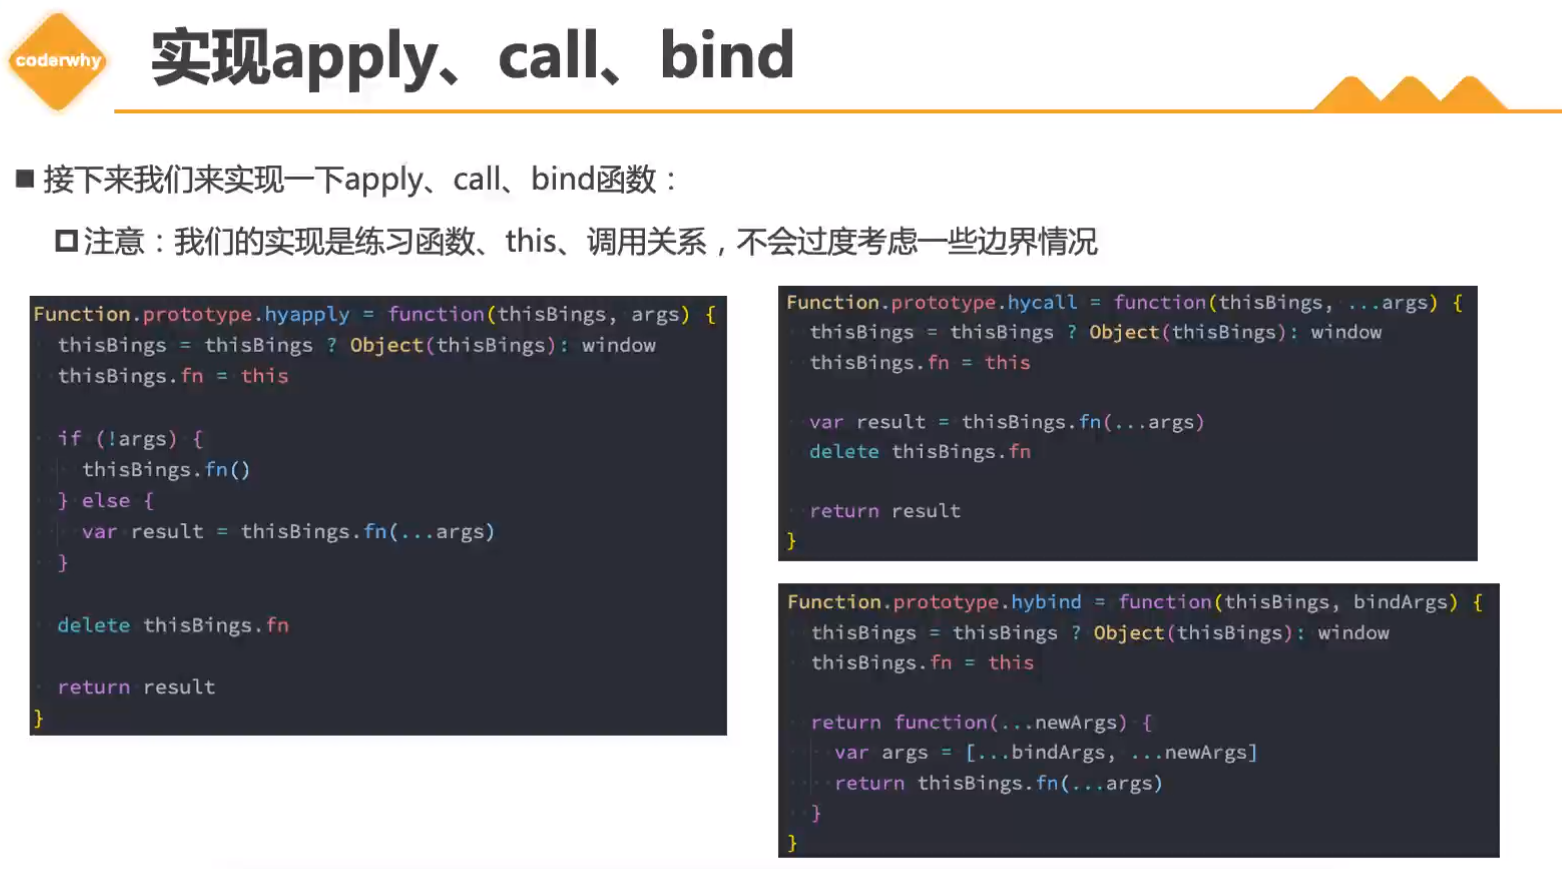 coderwhy
实现apply、call、bind
接下来我们来实现一下apply、call、bind函数：
注意：我们的实现是练习函数、this、调用关系，不会过度考虑一些边界情况
Function.prototype.hyapply = function(thisBings, args) {
  thisBings = thisBings ? Object(thisBings): window
  thisBings.fn = this
  if (!args) {
    thisBings.fn()
  } else {
    var result = thisBings.fn(...args)
  }
  delete thisBings.fn
  return result
}
Function.prototype.hycall = function(thisBings, ...args) {
  thisBings = thisBings ? Object(thisBings): window
  thisBings.fn = this
  var result = thisBings.fn(...args)
  delete thisBings.fn
  return result
}
Function.prototype.hybind = function(thisBings, bindArgs) {
  thisBings = thisBings ? Object(thisBings): window
  thisBings.fn = this
  return function(...newArgs) {
    var args = [...bindArgs, ...newArgs]
    return thisBings.fn(...args)
  }
}